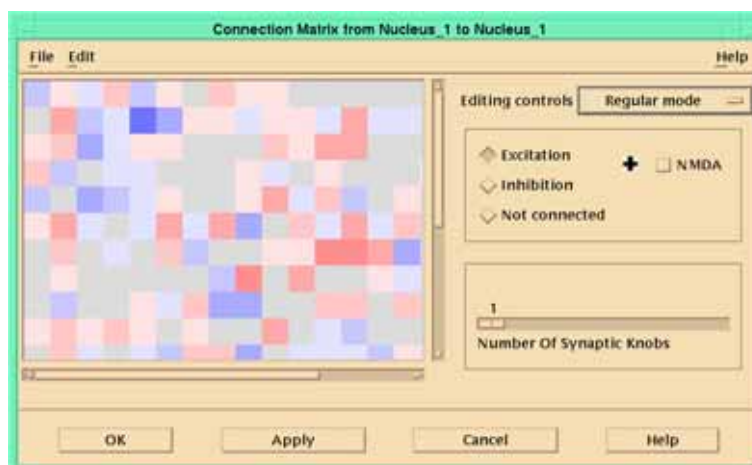 Connection Matrix from Nucleus_1 to Nucleus_1
File Edit Help
Editing controls Regular mode
Excitation
NMDA
Inhibition
Not connected
1
Number Of Synaptic Knobs
OK Apply Cancel Help